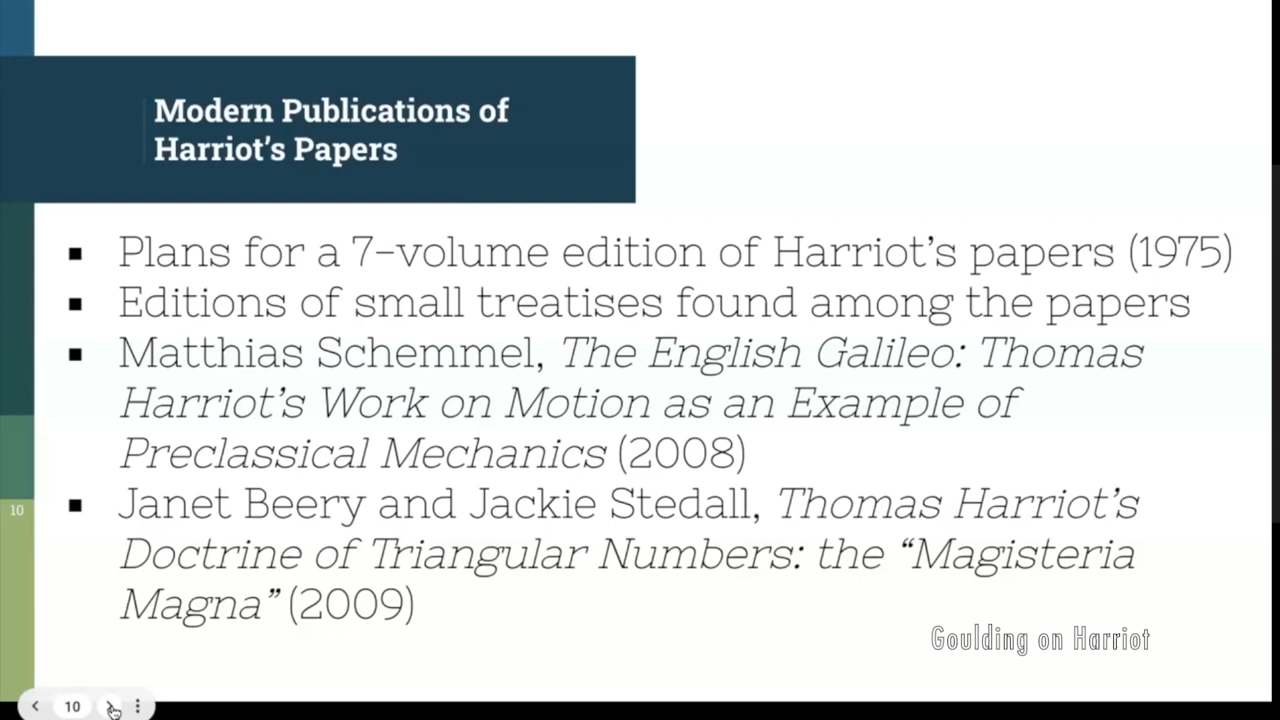 Modern Publications of
Harriot's Papers
▪ Plans for a 7-volume edition of Harriot's papers (1975)
▪ Editions of small treatises found among the papers
▪ Matthias Schemmel, The English Galileo: Thomas
Harriot's Work on Motion as an Example of
Preclassical Mechanics (2008)
▪ Janet Beery and Jackie Stedall, Thomas Harriot's
Doctrine of Triangular Numbers: the “Magisteria
Magna” (2009)
10
Goulding on Harriot
10